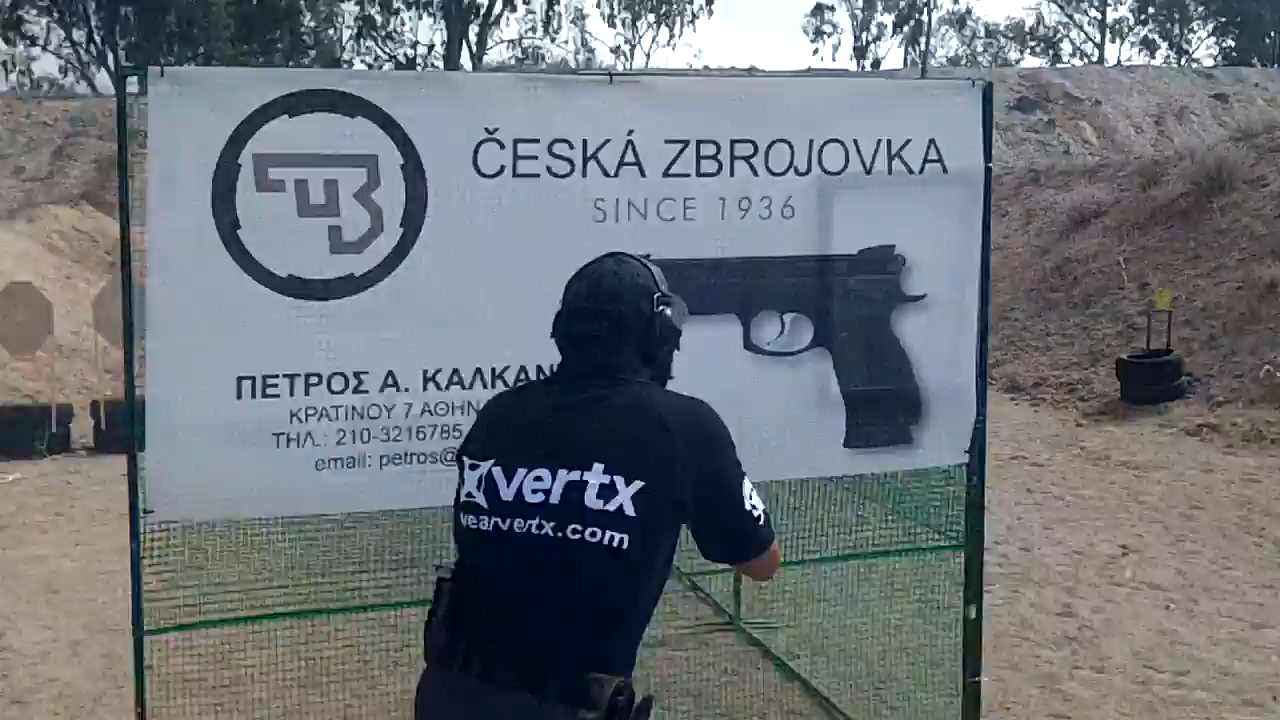 ČESKÁ ZBROJOVKA
SINCE 1936
ΠΕΤΡΟΣ Α. ΚΑΛΚΑΝ
ΚΡΑΤΙΝΟΥ 7 ΑΘΗΝ
ΤΗΛ.: 210-3216785
email: petros@
vertx
wearvertx.com